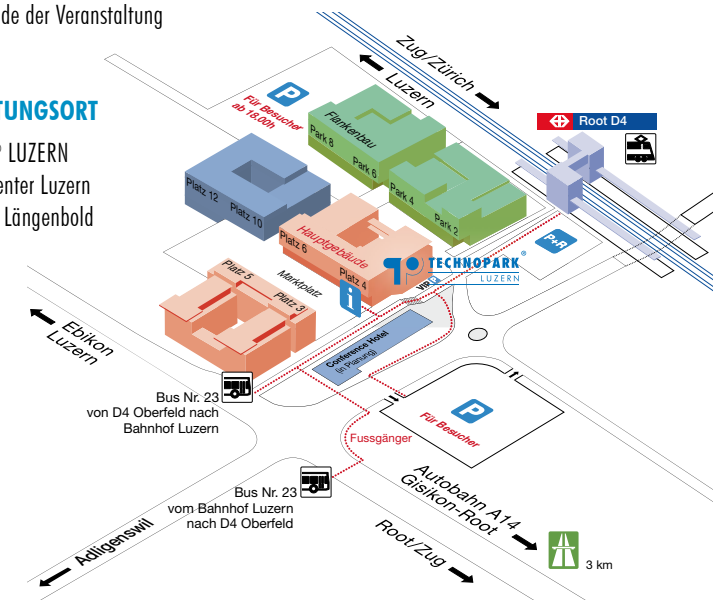 de der Veranstaltung
TUNGSORT
LUZERN
enter Luzern
Längenbold
Zug/Zürich
Luzern
P
Für Besucher
ab 18.00h
Flankenbau
Park 8
Park 6
Park 4
Park 2
Root D4
P+R
Platz 12
Platz 10
Hauptgebäude
Platz 6
Platz 4
TECHNOPARK®
LUZERN
VIP
Marktplatz
Platz 5
Platz 3
i
Conference Hotel
(in Planung)
Ebikon
Luzern
Bus Nr. 23
von D4 Oberfeld nach
Bahnhof Luzern
P
Für Besucher
Fussgänger
Bus Nr. 23
vom Bahnhof Luzern
nach D4 Oberfeld
Autobahn A14
Gisikon-Root
3 km
Adligenswil
Root/Zug